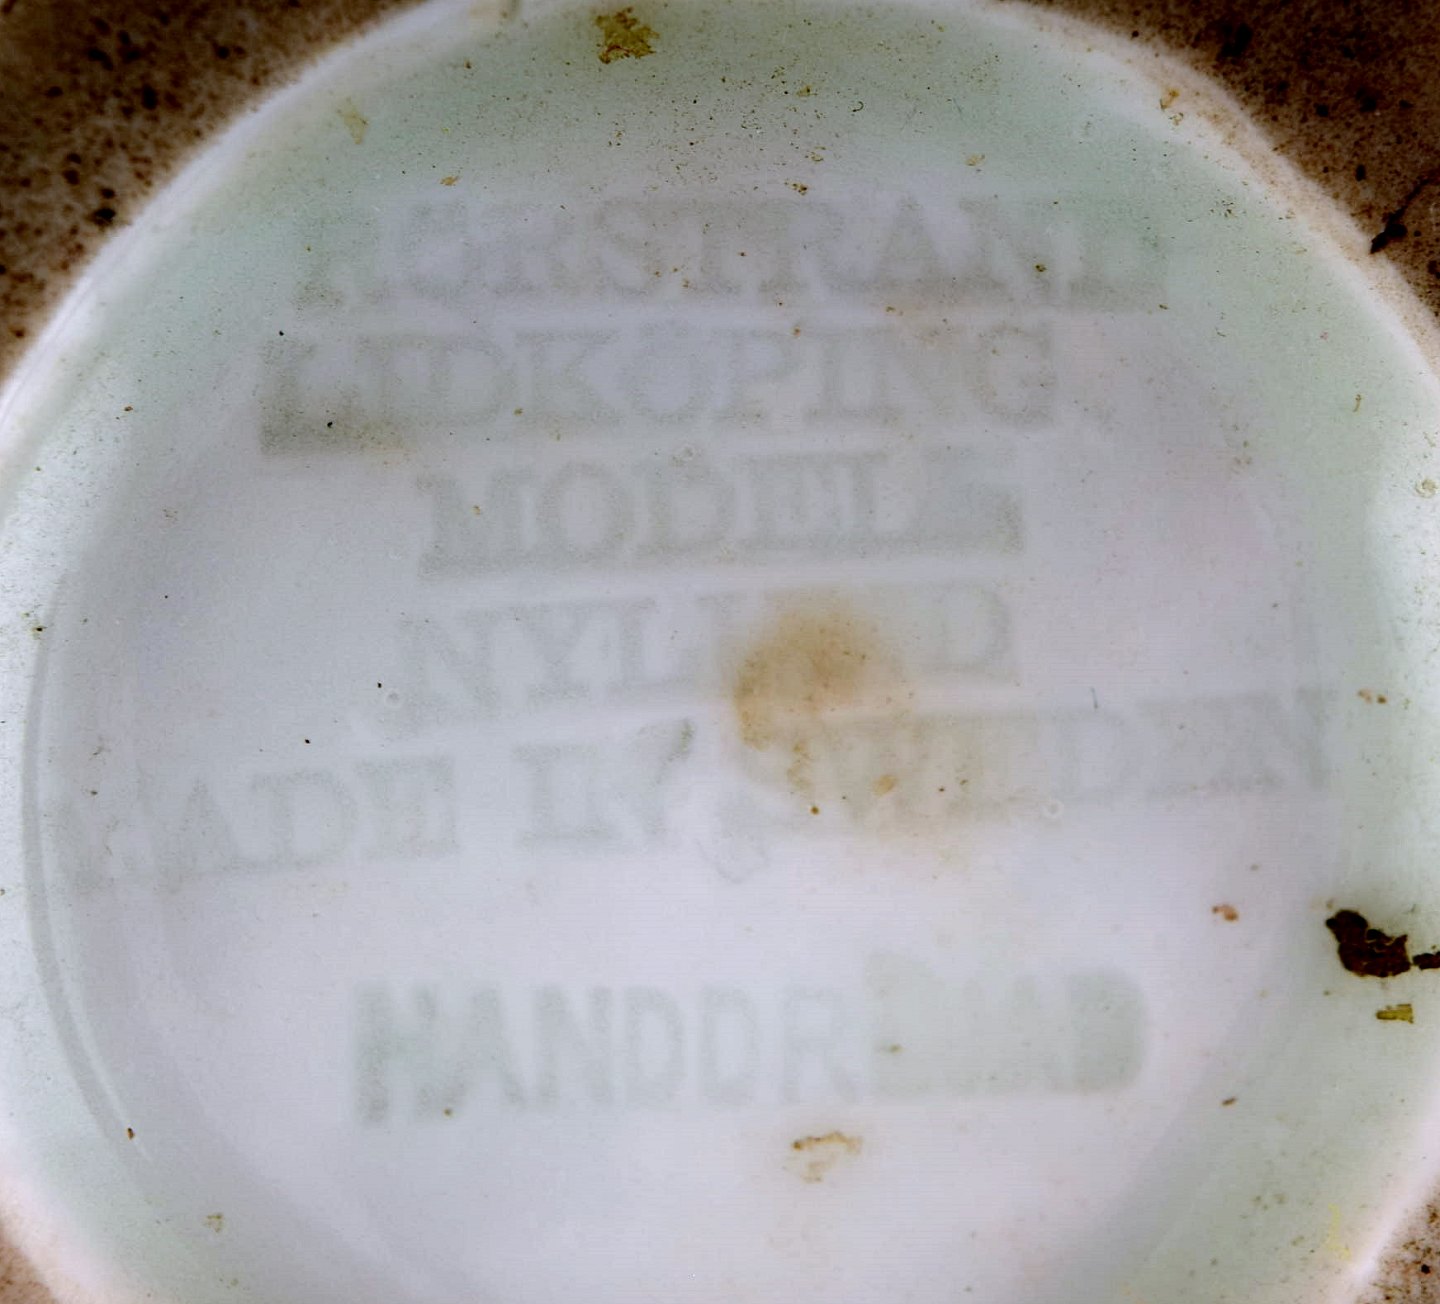 RÖRSTRAND
LIDKÖPING
MODELL
NYLUND
MADE IN SWEDEN
HANDDREJAD